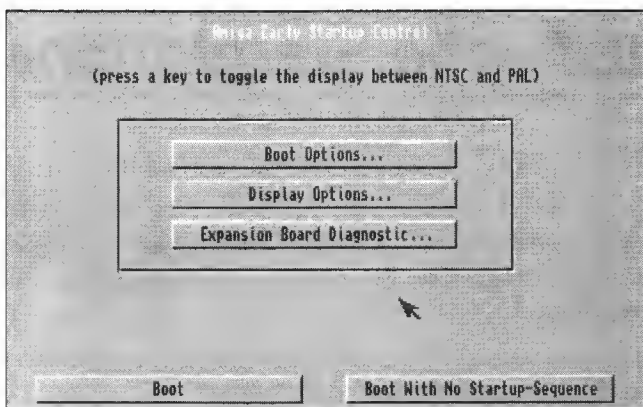 Amiga Early Startup Control
(press a key to toggle the display between NTSC and PAL)
Boot Options...
Display Options...
Expansion Board Diagnostic...
Boot
Boot With No Startup-Sequence